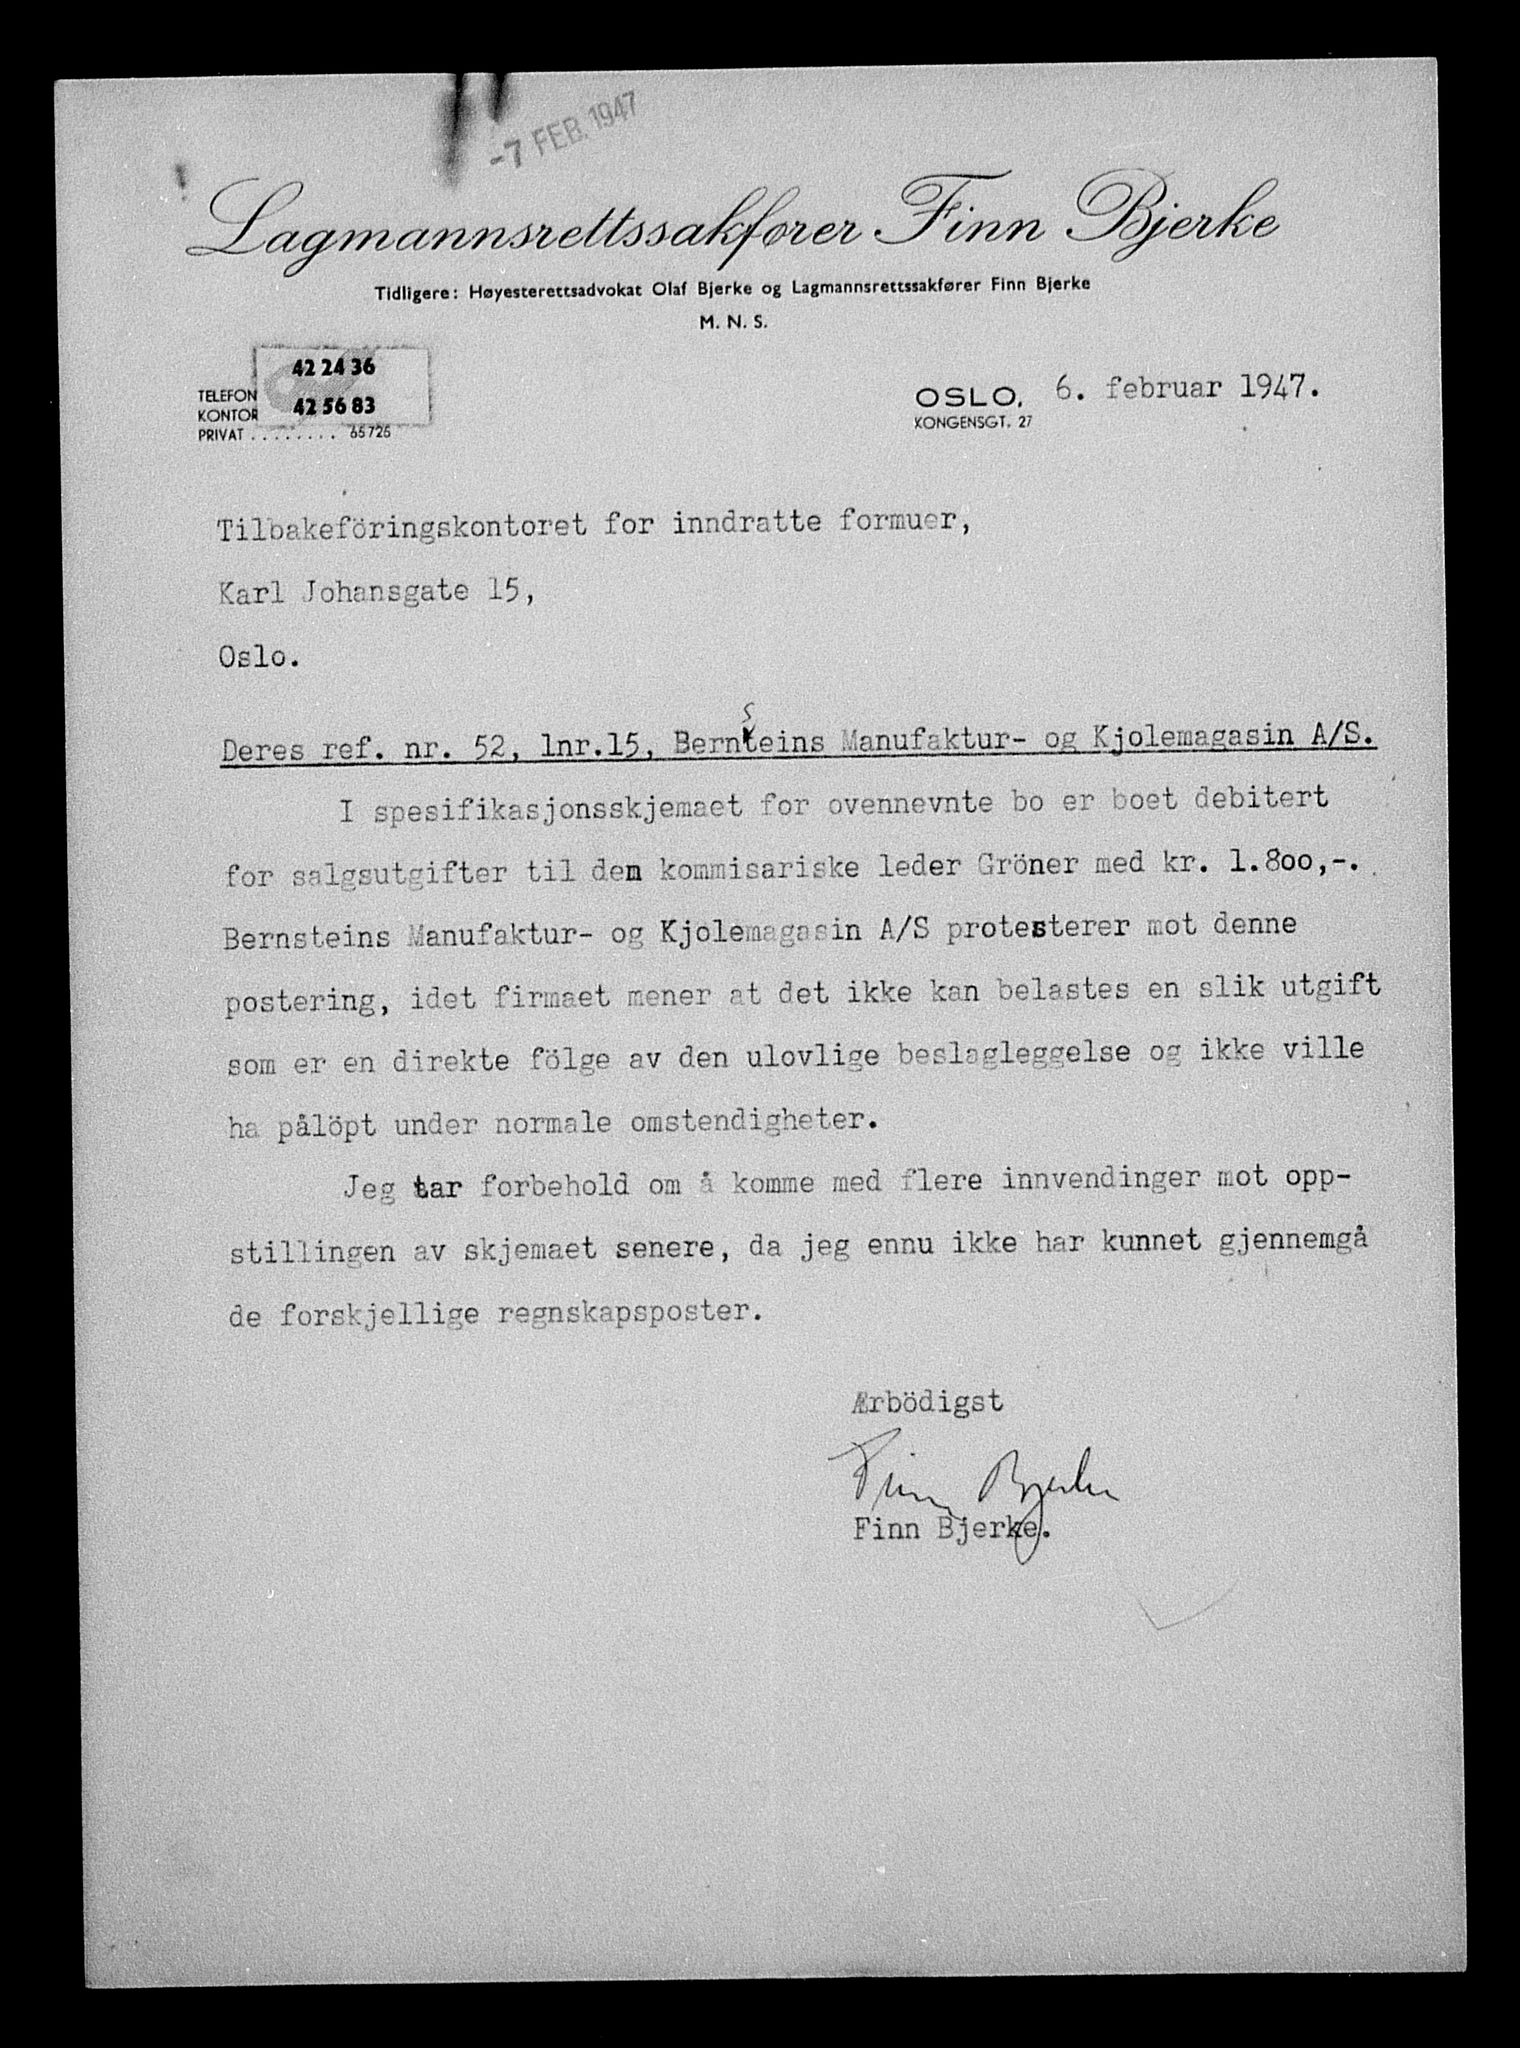 -7 FEB. 1947
Lagmannsrettssakfører Finn Bjerke
Tidligere: Høyesterettsadvokat Olaf Bjerke og Lagmannsrettssakfører Finn Bjerke
M. N. S.
42 24 36
TELEFON
KONTOR 42 56 83
PRIVAT ........ 65725
OSLO, 6. februar 1947.
KONGENSGT. 27
Tilbakeföringskontoret for inndratte formuer,
Karl Johansgate 15,
Oslo.
Deres ref. nr. 52, lnr.15, Bernsteins Manufaktur- og Kjolemagasin A/S.
I spesifikasjonsskjemaet for ovennevnte bo er boet debitert
for salgsutgifter til den kommisariske leder Gröner med kr. 1.800,-.
Bernsteins Manufaktur- og Kjolemagasin A/S protesterer mot denne
postering, idet firmaet mener at det ikke kan belastes en slik utgift
som er en direkte fölge av den ulovlige beslagleggelse og ikke ville
ha pålöpt under normale omstendigheter.
Jeg tar forbehold om å komme med flere innvendinger mot opp-
stillingen av skjemaet senere, da jeg ennu ikke har kunnet gjennemgå
de forskjellige regnskapsposter.
Ærbödigst
Finn Bjerke
Finn Bjerke.